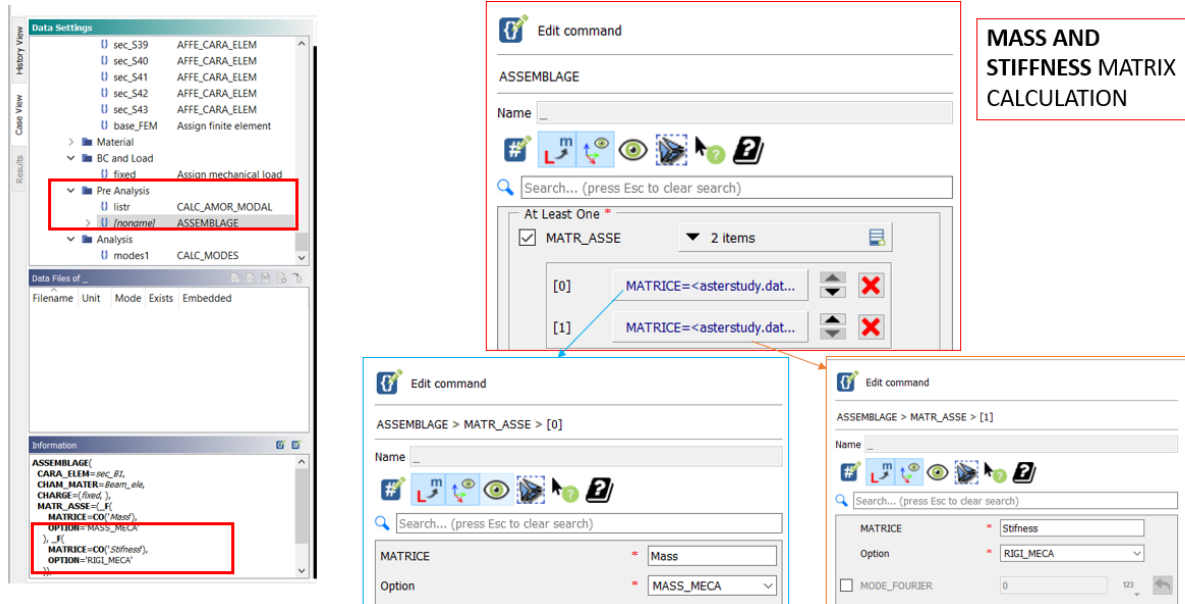 History View
Case View
Results
Data Settings
sec_S39 AFFE_CARA_ELEM
sec_S40 AFFE_CARA_ELEM
sec_S41 AFFE_CARA_ELEM
sec_S42 AFFE_CARA_ELEM
sec_S43 AFFE_CARA_ELEM
base_FEM Assign finite element
Material
BC and Load
fixed Assign mechanical load
Pre Analysis
listr CALC_AMOR_MODAL
[noname] ASSEMBLAGE
Analysis
modes1 CALC_MODES
Data Files of _
Filename Unit Mode Exists Embedded
Information
ASSEMBLAGE(
CARA_ELEM=sec_B1,
CHAM_MATER=Beam_ele,
CHARGE=(fixed, ),
MATR_ASSE=(_F(
MATRICE=CO('Mass'),
OPTION='MASS_MECA'
), _F(
MATRICE=CO('Stifness'),
OPTION='RIGI_MECA'
)),
Edit command
ASSEMBLAGE
Name _
Search... (press Esc to clear search)
At Least One *
MATR_ASSE 2 items
[0] MATRICE=<asterstudy.dat...
[1] MATRICE=<asterstudy.dat...
MASS AND
STIFFNESS MATRIX
CALCULATION
Edit command
ASSEMBLAGE > MATR_ASSE > [0]
Name _
Search... (press Esc to clear search)
MATRICE * Mass
Option * MASS_MECA
Edit command
ASSEMBLAGE > MATR_ASSE > [1]
Name _
Search... (press Esc to clear search)
MATRICE * Stifness
Option * RIGI_MECA
MODE_FOURIER 0 123